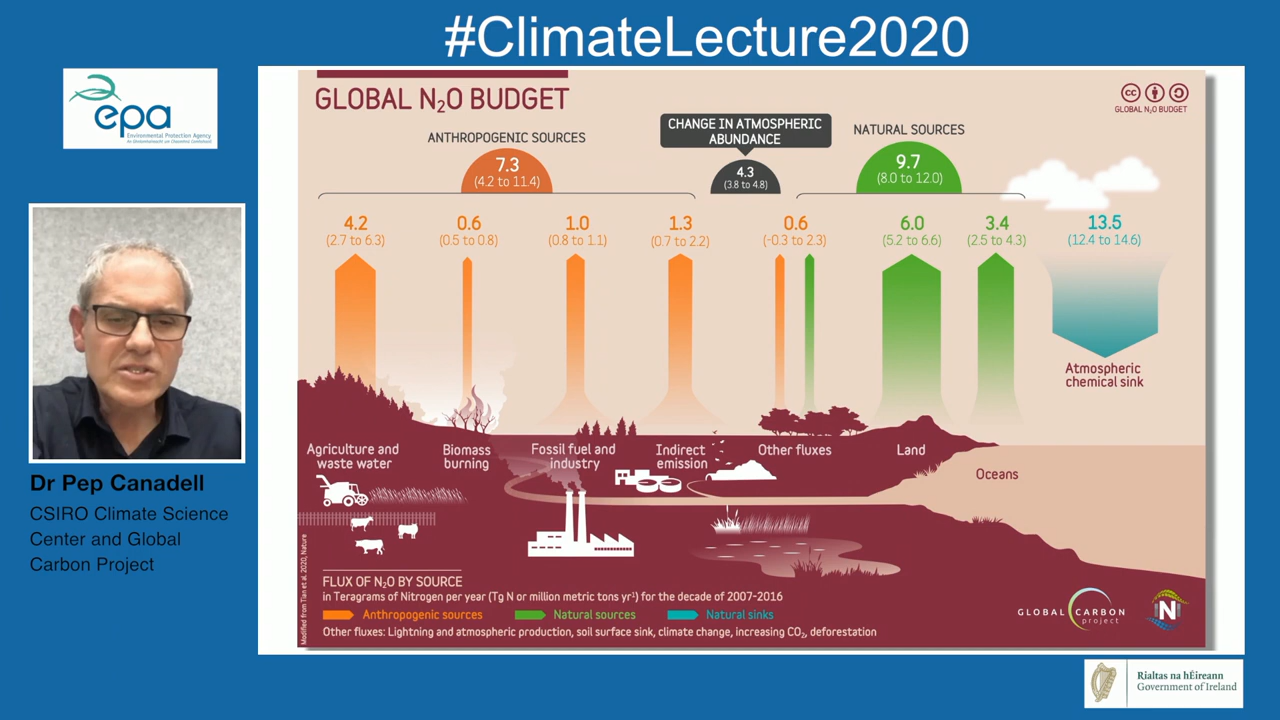 #ClimateLecture2020
epa
Environmental Protection Agency
Dr Pep Canadell
CSIRO Climate Science
Center and Global
Carbon Project
GLOBAL N₂O BUDGET
GLOBAL N₂O BUDGET
ANTHROPOGENIC SOURCES
7.3
(4.2 to 11.4)
CHANGE IN ATMOSPHERIC
ABUNDANCE
4.3
(3.8 to 4.8)
NATURAL SOURCES
9.7
(8.0 to 12.0)
4.2
(2.7 to 6.3)
0.6
(0.5 to 0.8)
1.0
(0.8 to 1.1)
1.3
(0.7 to 2.2)
0.6
(-0.3 to 2.3)
6.0
(5.2 to 6.6)
3.4
(2.5 to 4.3)
13.5
(12.4 to 14.6)
Atmospheric
chemical sink
Agriculture and
waste water
Biomass
burning
Fossil fuel and
industry
Indirect
emission
Other fluxes
Land
Oceans
Modified from Tian et al. 2020, Nature
FLUX OF N₂O BY SOURCE
in Teragrams of Nitrogen per year (Tg N or million metric tons yr⁻¹) for the decade of 2007-2016
Anthropogenic sources
Natural sources
Natural sinks
Other fluxes: Lightning and atmospheric production, soil surface sink, climate change, increasing CO₂, deforestation
GLOBAL CARBON
project
N
Rialtas na hÉireann
Government of Ireland